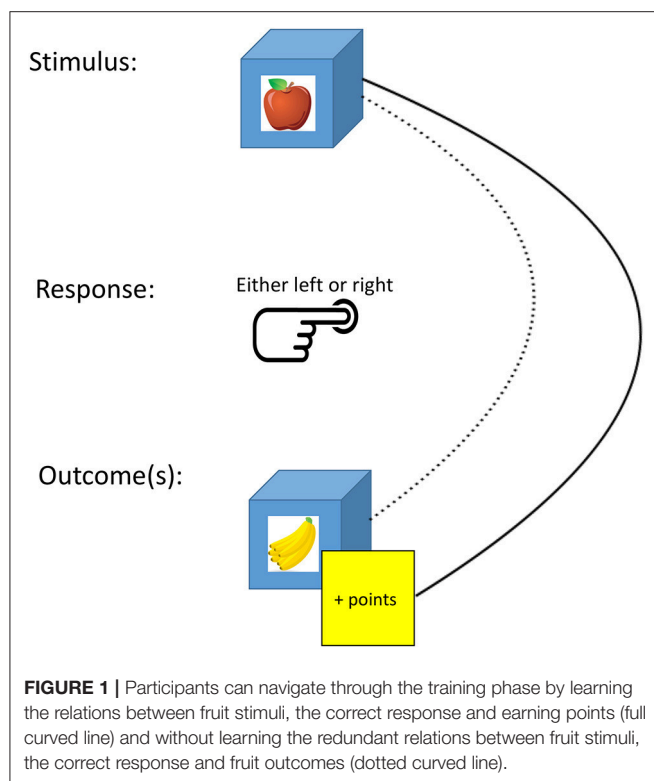 Stimulus:
Response:
Either left or right
Outcome(s):
+ points
FIGURE 1 | Participants can navigate through the training phase by learning
the relations between fruit stimuli, the correct response and earning points (full
curved line) and without learning the redundant relations between fruit stimuli,
the correct response and fruit outcomes (dotted curved line).